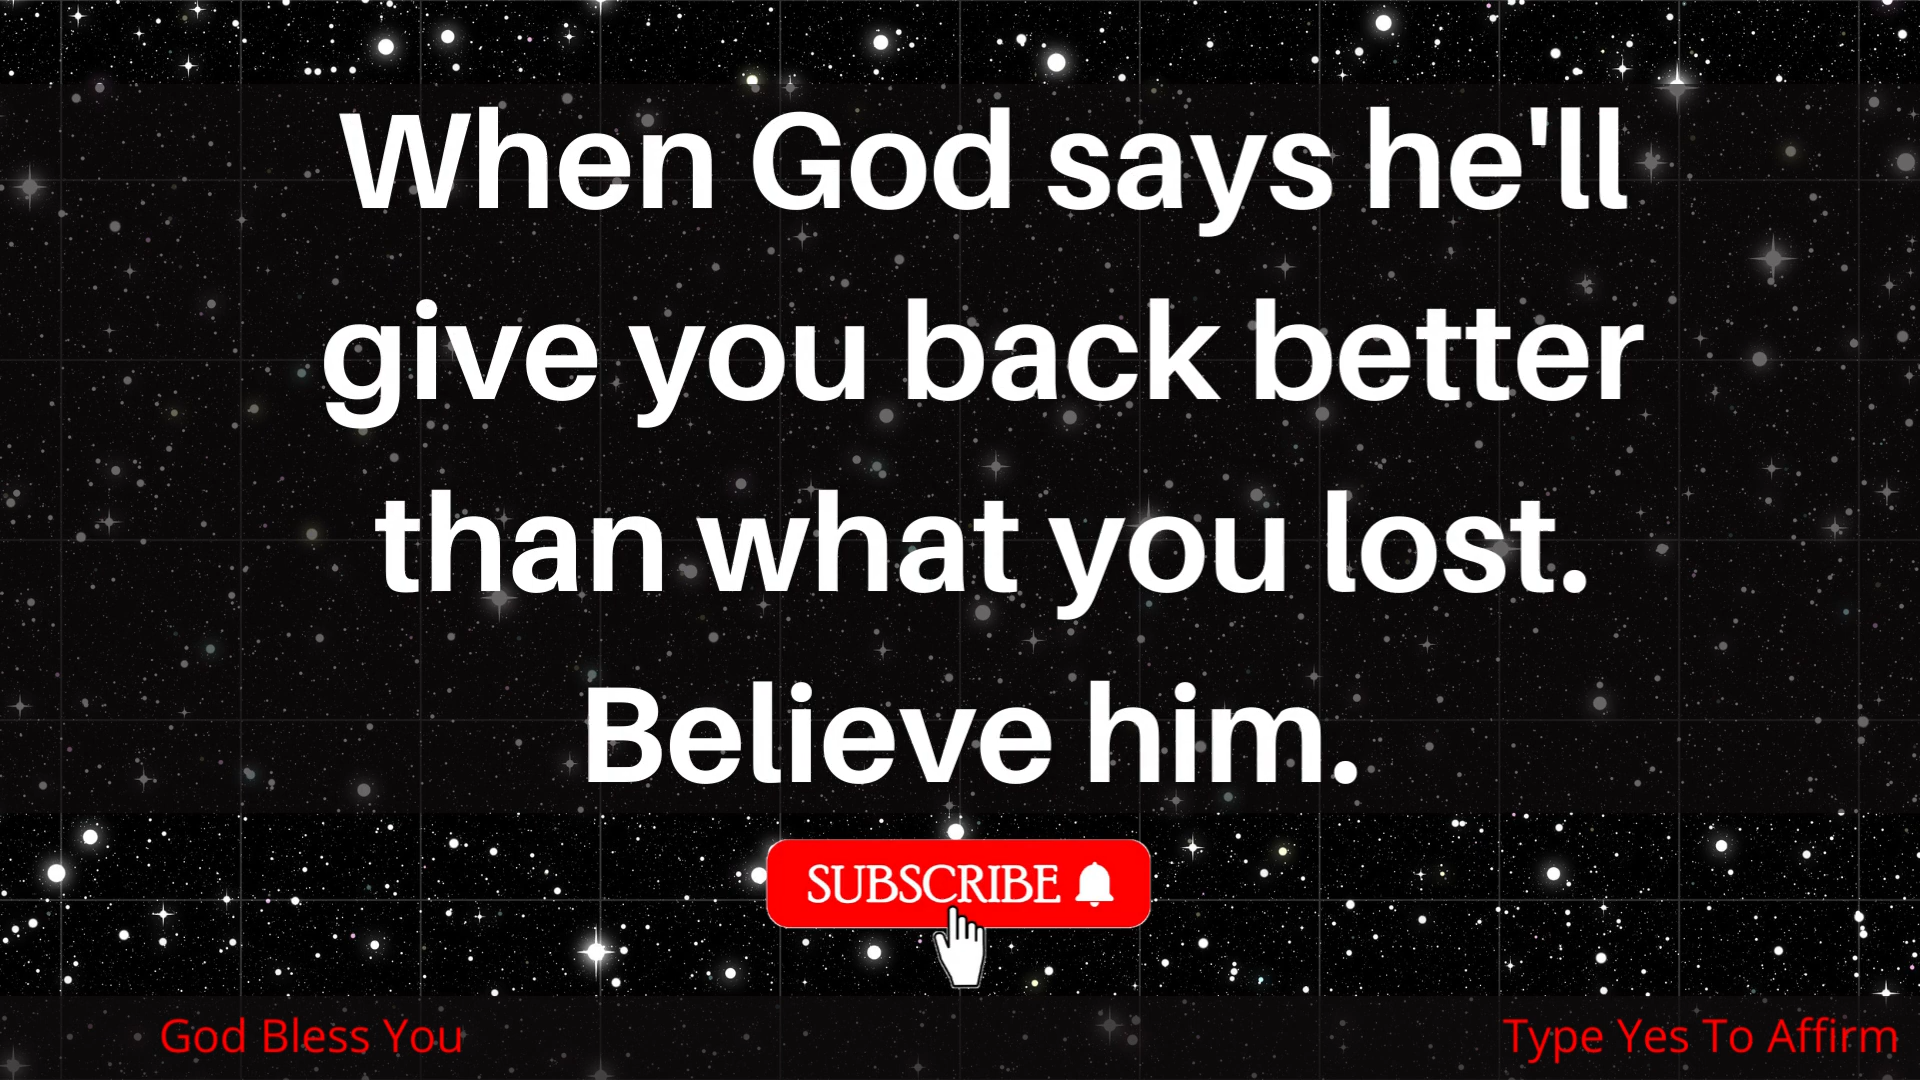 When God says he'll
give you back better
than what you lost.
Believe him.
SUBSCRIBE
God Bless You
Type Yes To Affirm